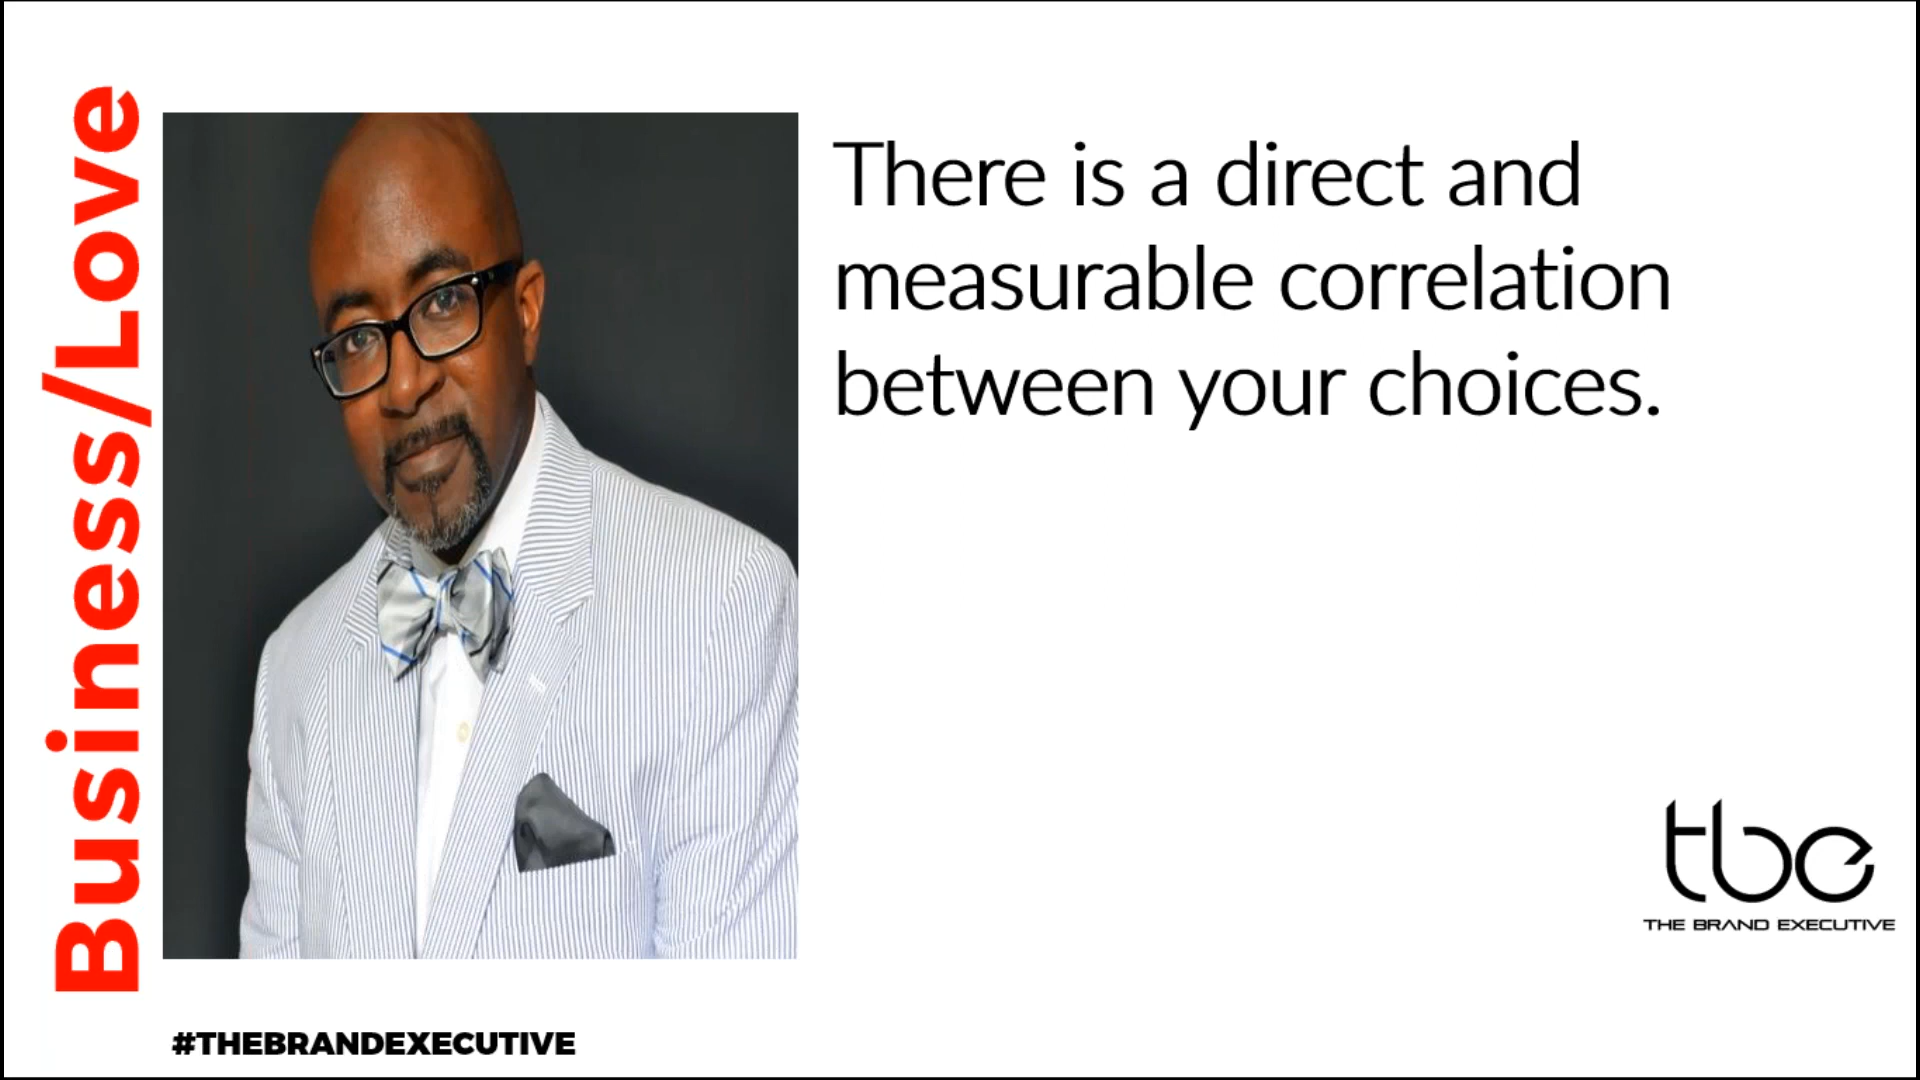 Business/Love
There is a direct and
measurable correlation
between your choices.
tbe
THE BRAND EXECUTIVE
#THEBRANDEXECUTIVE